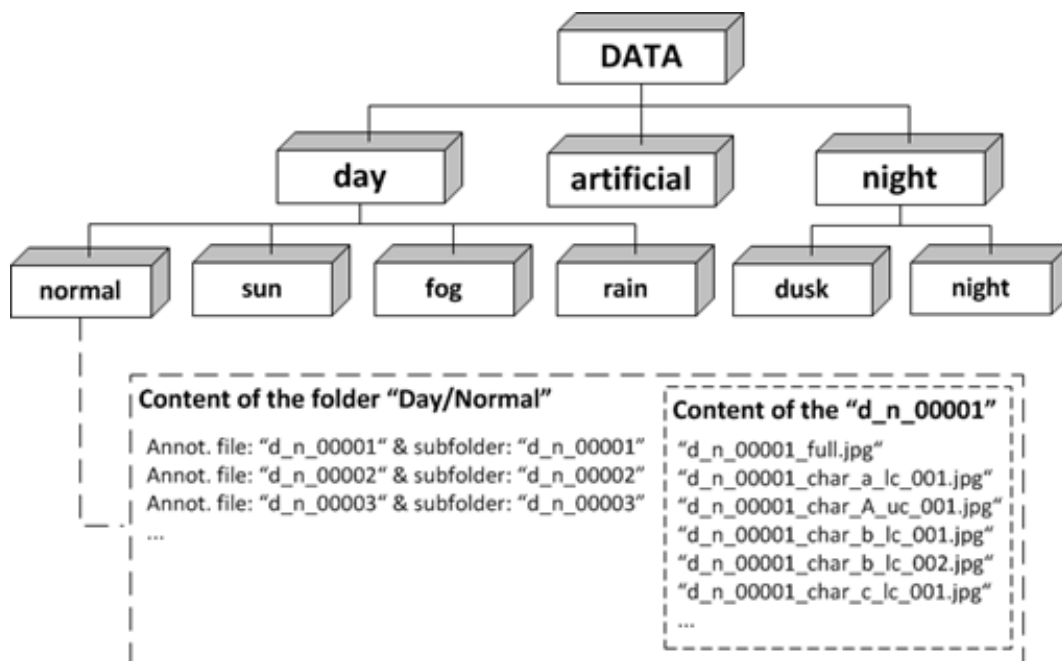 DATA
day
artificial
night
normal
sun
fog
rain
dusk
night
Content of the folder “Day/Normal”
Annot. file: “d_n_00001“ & subfolder: “d_n_00001”
Annot. file: “d_n_00002“ & subfolder: “d_n_00002”
Annot. file: “d_n_00003“ & subfolder: “d_n_00003”
...
Content of the “d_n_00001”
“d_n_00001_full.jpg“
“d_n_00001_char_a_lc_001.jpg“
“d_n_00001_char_A_uc_001.jpg“
“d_n_00001_char_b_lc_001.jpg“
“d_n_00001_char_b_lc_002.jpg“
“d_n_00001_char_c_lc_001.jpg“
...